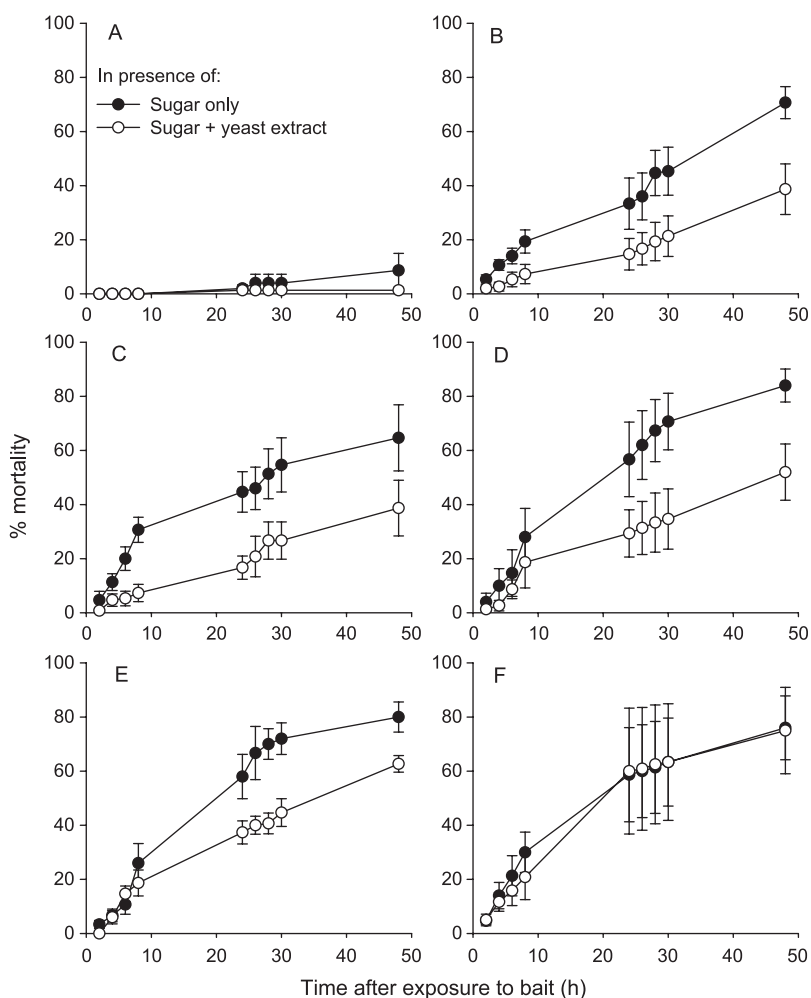 A
In presence of:
Sugar only
Sugar + yeast extract
100
80
60
40
20
0
0 10 20 30 40 50
B
100
80
60
40
20
0
0 10 20 30 40 50
C
100
80
60
40
20
0
0 10 20 30 40 50
D
100
80
60
40
20
0
0 10 20 30 40 50
E
100
80
60
40
20
0
0 10 20 30 40 50
F
100
80
60
40
20
0
0 10 20 30 40 50
% mortality
Time after exposure to bait (h)